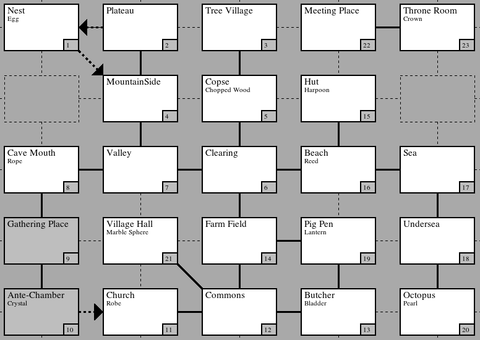 Nest
Egg
1
Plateau
2
Tree Village
3
Meeting Place
22
Throne Room
Crown
23
MountainSide
4
Copse
Chopped Wood
5
Hut
Harpoon
15
Cave Mouth
Rope
8
Valley
7
Clearing
6
Beach
Reed
16
Sea
17
Gathering Place
9
Village Hall
Marble Sphere
21
Farm Field
14
Pig Pen
Lantern
19
Undersea
18
Ante-Chamber
Crystal
10
Church
Robe
11
Commons
12
Butcher
Bladder
13
Octopus
Pearl
20